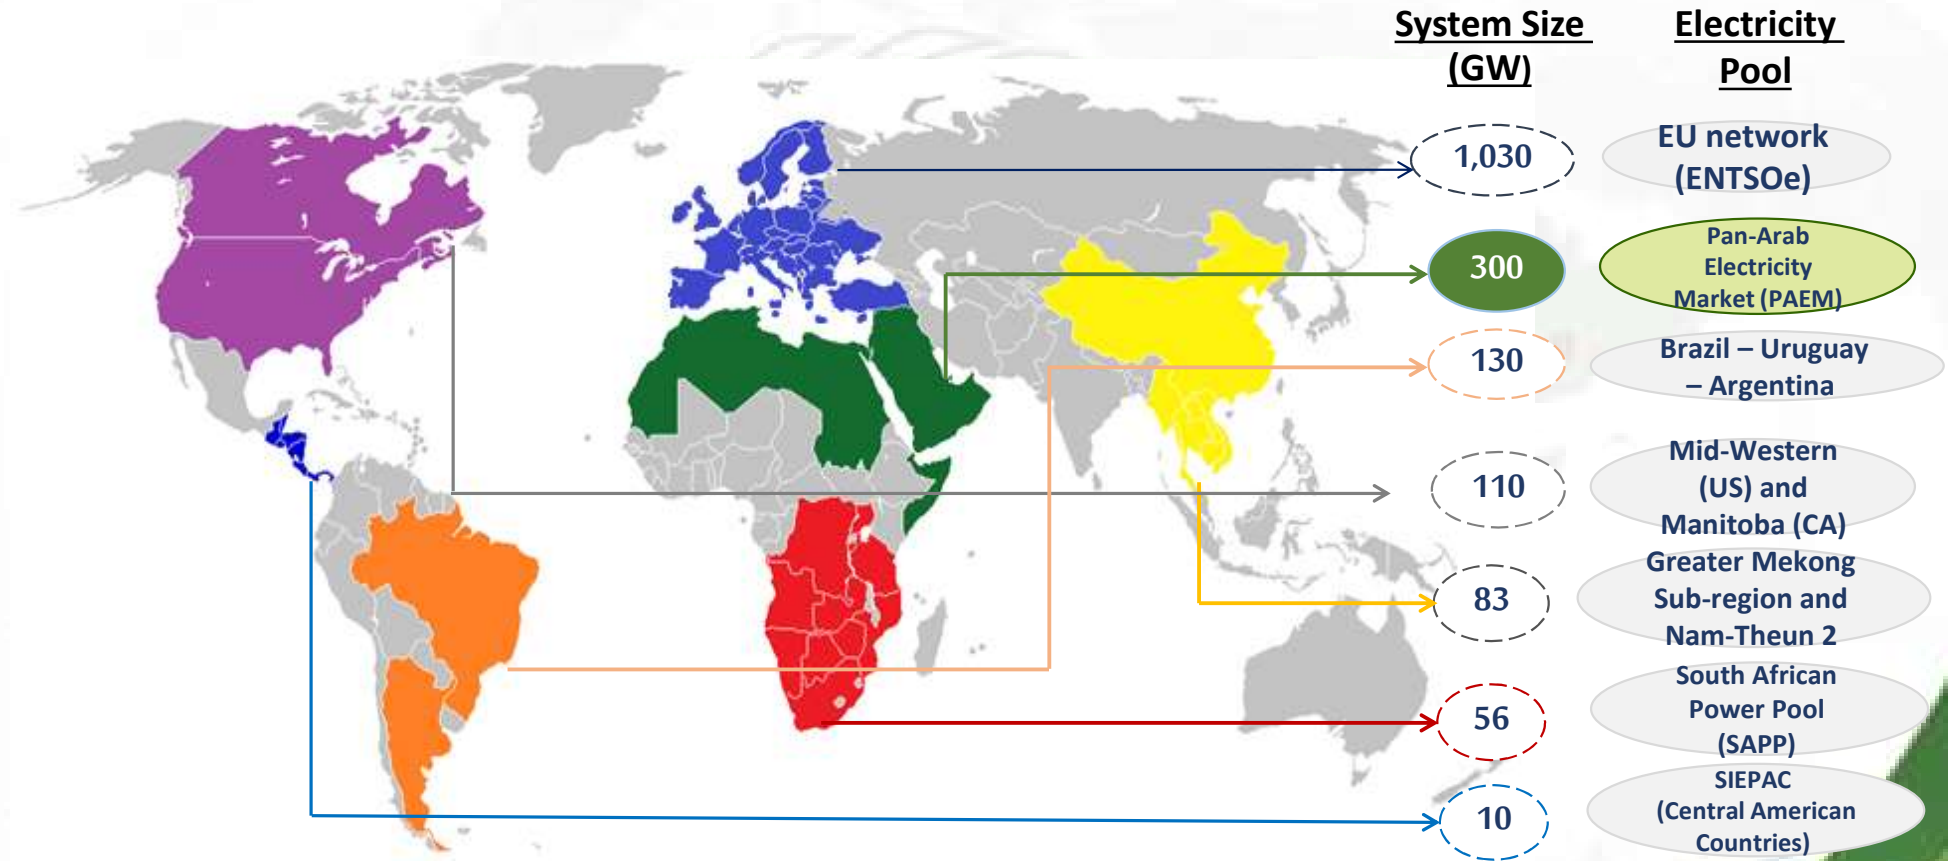 System Size
(GW)
Electricity
Pool
1,030
EU network
(ENTSOe)
300
Pan-Arab
Electricity
Market (PAEM)
130
Brazil – Uruguay
– Argentina
110
Mid-Western
(US) and
Manitoba (CA)
83
Greater Mekong
Sub-region and
Nam-Theun 2
56
South African
Power Pool
(SAPP)
10
SIEPAC
(Central American
Countries)